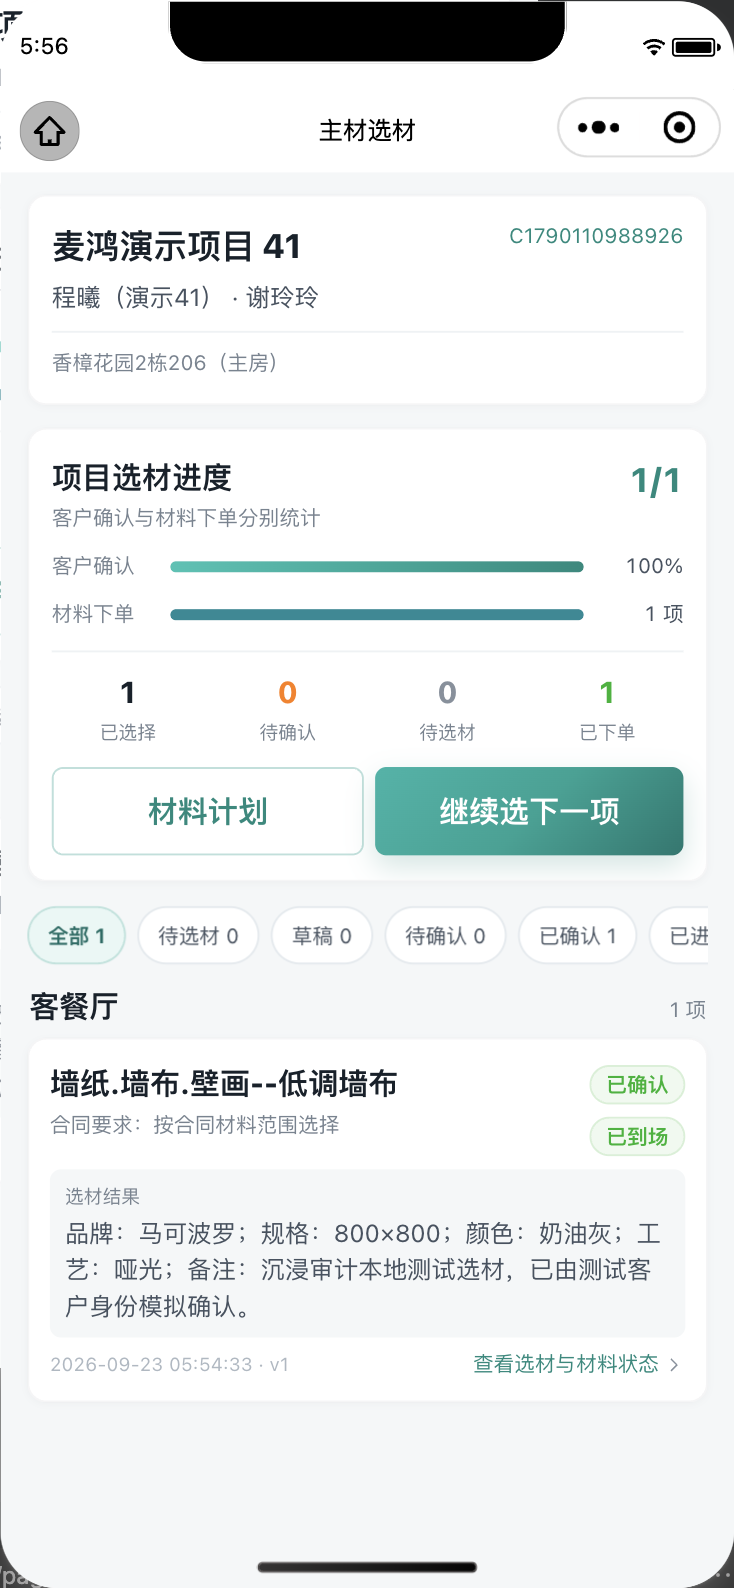 5:56
主材选材
麦鸿演示项目 41
C1790110988926
程曦（演示41） · 谢玲玲
香樟花园2栋206（主房）
项目选材进度
1/1
客户确认与材料下单分别统计
客户确认
100%
材料下单
1 项
1
0
0
1
已选择
待确认
待选材
已下单
材料计划
继续选下一项
全部 1
待选材 0
草稿 0
待确认 0
已确认 1
已进
客餐厅
1 项
墙纸.墙布.壁画--低调墙布
已确认
合同要求：按合同材料范围选择
已到场
选材结果
品牌：马可波罗；规格：800×800；颜色：奶油灰；工
艺：哑光；备注：沉浸审计本地测试选材，已由测试客
户身份模拟确认。
2026-09-23 05:54:33 · v1
查看选材与材料状态